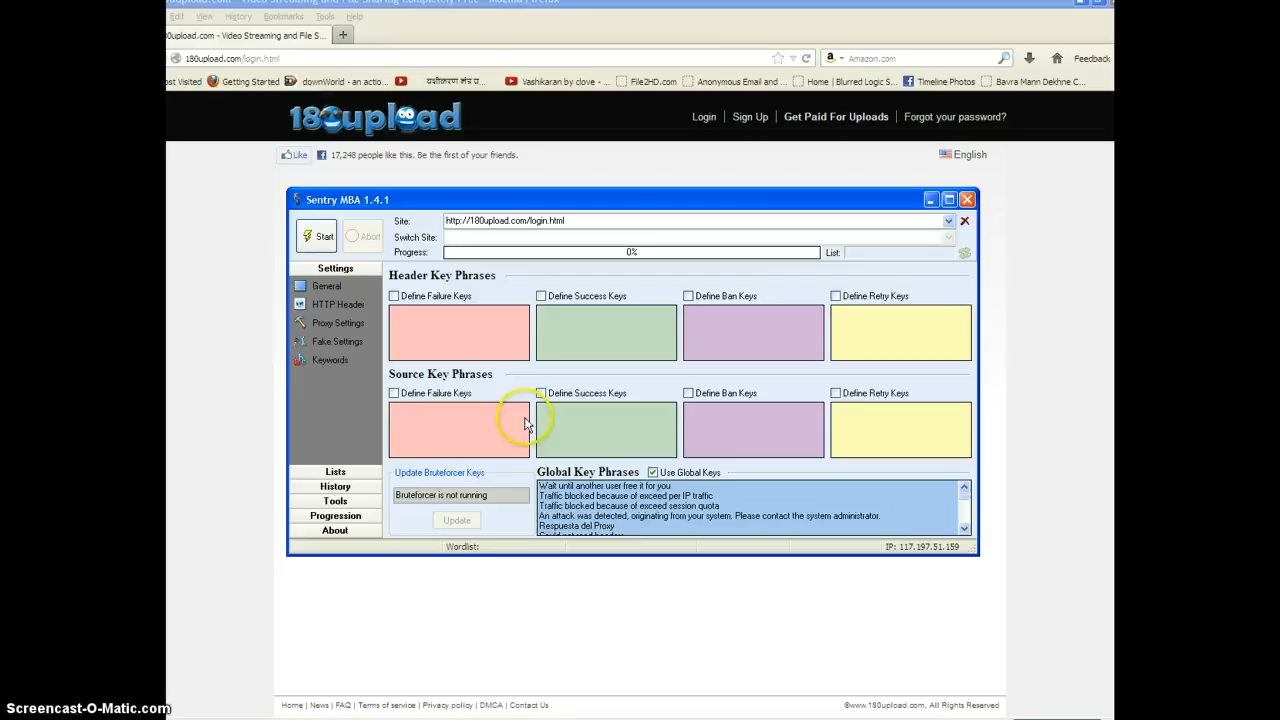 Edit View History Bookmarks Tools Help
180upload.com - Video Streaming and File S... +
180upload.com/login.html Amazon.com Feedback
Most Visited Getting Started downWorld - an actio... वशीकरण मंत्र प्र... Vashikaran by clove - ... File2HD.com Anonymous Email and ... Home | Blurred Logic S... Timeline Photos Bavra Mann Dekhne C...
180upload Login Sign Up Get Paid For Uploads Forgot your password?
Like 17,248 people like this. Be the first of your friends. English
Sentry MBA 1.4.1
Start Abort
Site: http://180upload.com/login.html
Switch Site:
Progress: 0% List:
Settings
General
HTTP Header
Proxy Settings
Fake Settings
Keywords
Lists
History
Tools
Progression
About
Header Key Phrases
Define Failure Keys Define Success Keys Define Ban Keys Define Retry Keys
Source Key Phrases
Define Failure Keys Define Success Keys Define Ban Keys Define Retry Keys
Update Bruteforcer Keys
Bruteforcer is not running
Update
Global Key Phrases Use Global Keys
Wait until another user free it for you
Traffic blocked because of exceed per IP traffic
Traffic blocked because of exceed session quota
An attack was detected, originating from your system. Please contact the system administrator.
Respuesta del Proxy
Wordlist: IP: 117.197.51.159
Home | News | FAQ | Terms of service | Privacy policy | DMCA | Contact Us ©www.180upload.com, All Rights Reserved
Screencast-O-Matic.com